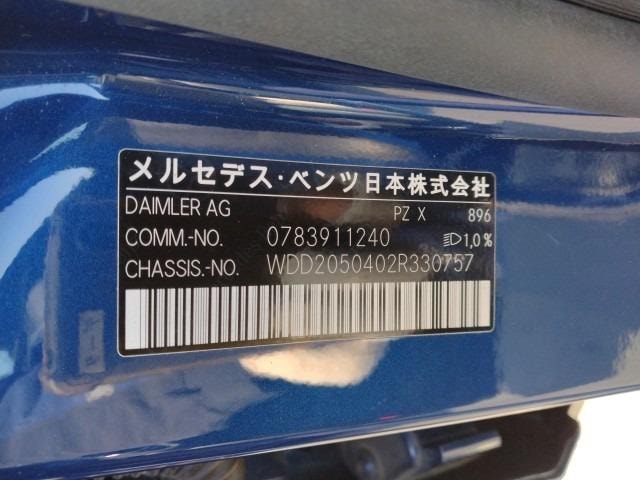 メルセデス・ベンツ日本株式会社
DAIMLER AG PZ X 896
COMM.-NO. 0783911240 1,0%
CHASSIS.-NO. WDD2050402R330757